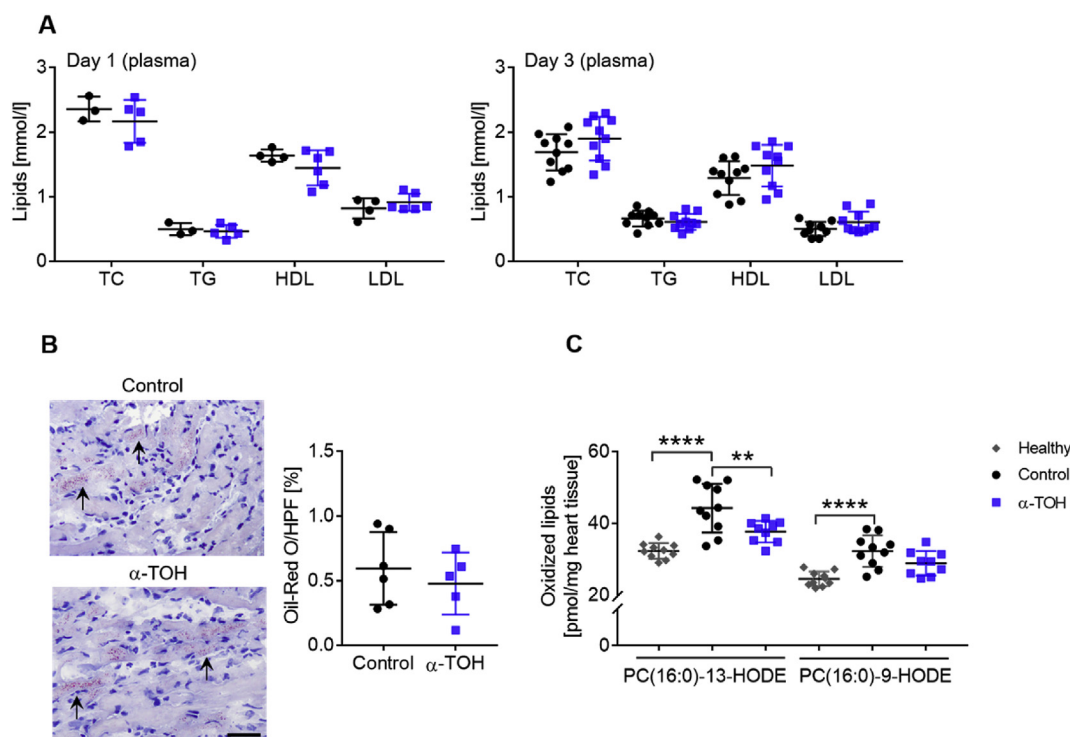 A
Day 1 (plasma)
Lipids [mmol/l]
3
2
1
0
TC TG HDL LDL
Day 3 (plasma)
Lipids [mmol/l]
3
2
1
0
TC TG HDL LDL
B
Control
α-TOH
Oil-Red O/HPF [%]
1.5
1.0
0.5
0.0
Control α-TOH
C
Oxidized lipids
[pmol/mg heart tissue]
60
40
20
0
**** **
****
PC(16:0)-13-HODE PC(16:0)-9-HODE
Healthy
Control
α-TOH